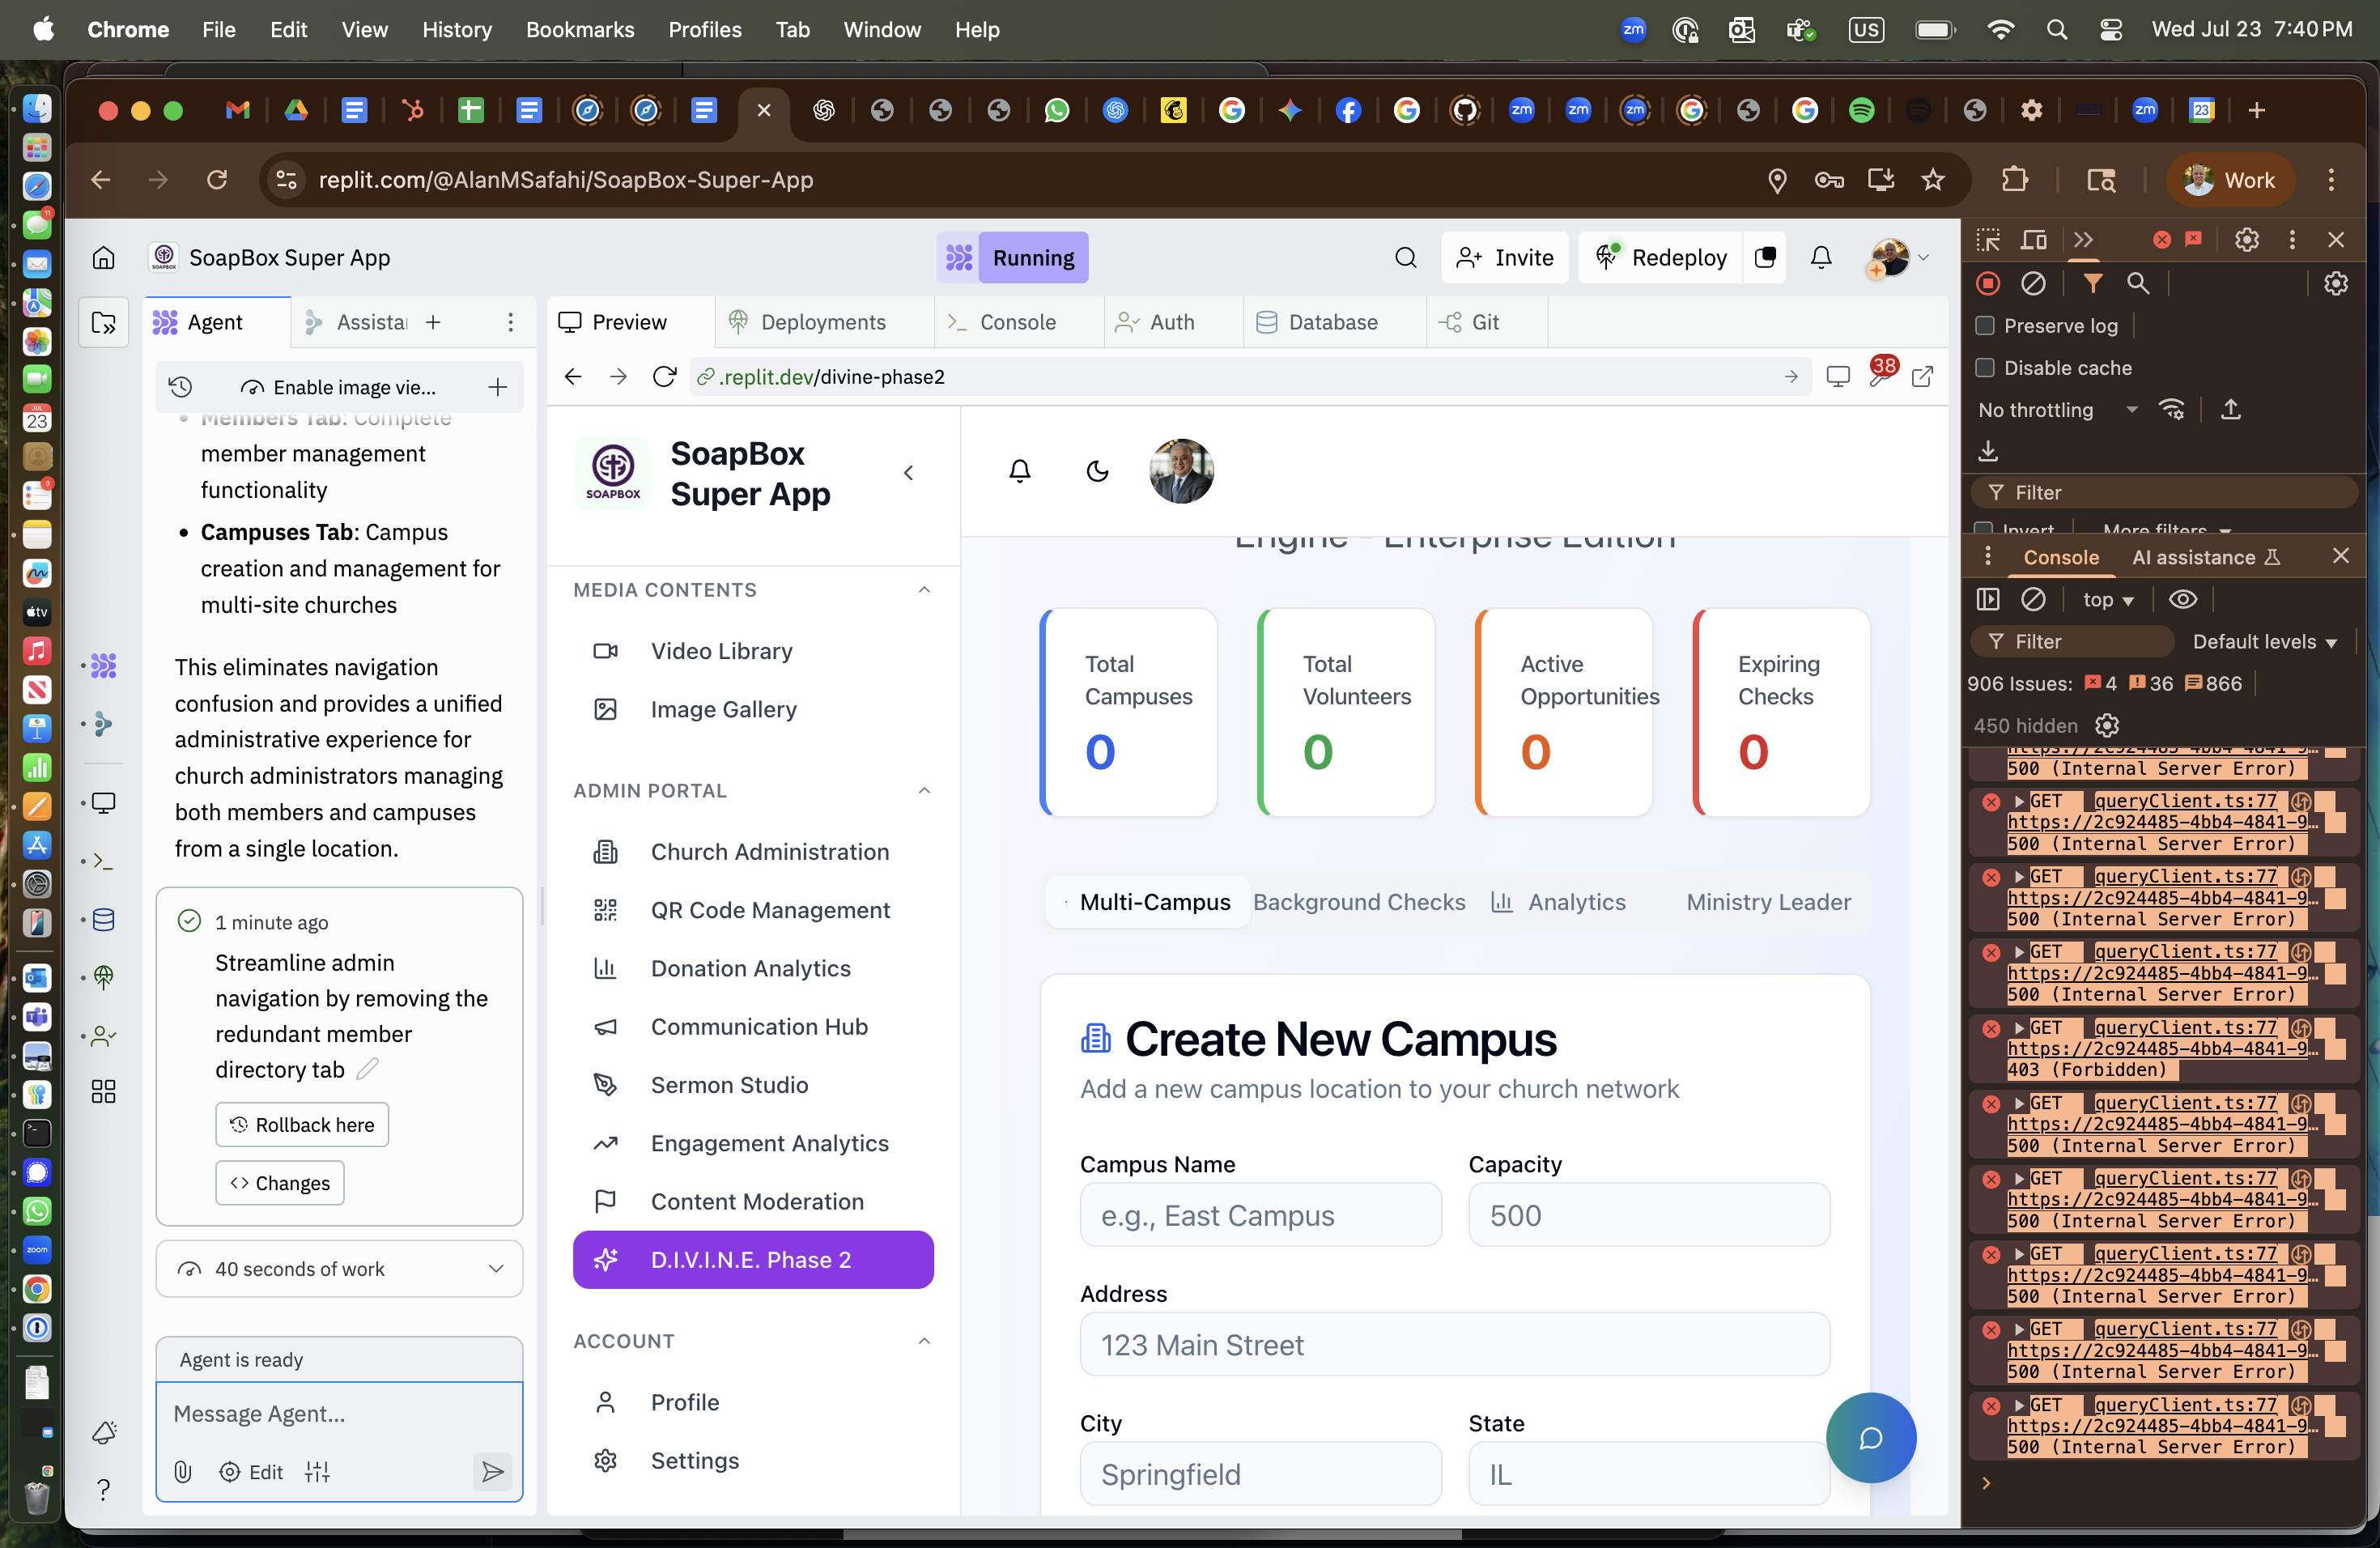 Chrome File Edit View History Bookmarks Profiles Tab Window Help
zm US Wed Jul 23 7:40 PM
replit.com/@AlanMSafahi/SoapBox-Super-App
Work
SoapBox Super App
Running
Invite
Redeploy
Agent
Assista
Preview
Deployments
Console
Auth
Database
Git
Enable image vie...
.replit.dev/divine-phase2
38
Members Tab: Complete
member management
functionality
• Campuses Tab: Campus
creation and management for
multi-site churches
This eliminates navigation
confusion and provides a unified
administrative experience for
church administrators managing
both members and campuses
from a single location.
1 minute ago
Streamline admin
navigation by removing the
redundant member
directory tab
Rollback here
<> Changes
40 seconds of work
Agent is ready
Message Agent...
Edit
SOAPBOX
SoapBox
Super App
MEDIA CONTENTS
Video Library
Image Gallery
ADMIN PORTAL
Church Administration
QR Code Management
Donation Analytics
Communication Hub
Sermon Studio
Engagement Analytics
Content Moderation
D.I.V.I.N.E. Phase 2
ACCOUNT
Profile
Settings
Engine - Enterprise Edition
Total
Campuses
0
Total
Volunteers
0
Active
Opportunities
0
Expiring
Checks
0
Multi-Campus
Background Checks
Analytics
Ministry Leader
Create New Campus
Add a new campus location to your church network
Campus Name
e.g., East Campus
Capacity
500
Address
123 Main Street
City
Springfield
State
IL
Preserve log
Disable cache
No throttling
Filter
Invert
More filters
Console
AI assistance
top
Filter
Default levels
906 Issues: 4 36 866
450 hidden
https://2c924485-4bb4-4841-9…
500 (Internal Server Error)
GET queryClient.ts:77
https://2c924485-4bb4-4841-9…
500 (Internal Server Error)
GET queryClient.ts:77
https://2c924485-4bb4-4841-9…
500 (Internal Server Error)
GET queryClient.ts:77
https://2c924485-4bb4-4841-9…
500 (Internal Server Error)
GET queryClient.ts:77
https://2c924485-4bb4-4841-9…
403 (Forbidden)
GET queryClient.ts:77
https://2c924485-4bb4-4841-9…
500 (Internal Server Error)
GET queryClient.ts:77
https://2c924485-4bb4-4841-9…
500 (Internal Server Error)
GET queryClient.ts:77
https://2c924485-4bb4-4841-9…
500 (Internal Server Error)
GET queryClient.ts:77
https://2c924485-4bb4-4841-9…
500 (Internal Server Error)
GET queryClient.ts:77
https://2c924485-4bb4-4841-9…
500 (Internal Server Error)